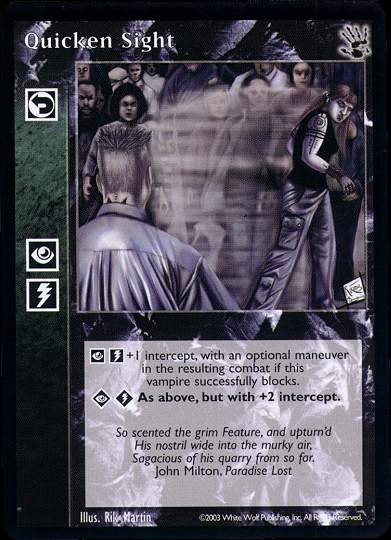 Quicken Sight
+1 intercept, with an optional maneuver
in the resulting combat if this
vampire successfully blocks.
As above, but with +2 intercept.
So scented the grim Feature, and upturn'd
His nostril wide into the murky air,
Sagacious of his quarry from so far.
John Milton, Paradise Lost
Illus. Rik Martin
©2003 White Wolf Publishing, Inc. All Rights Reserved.